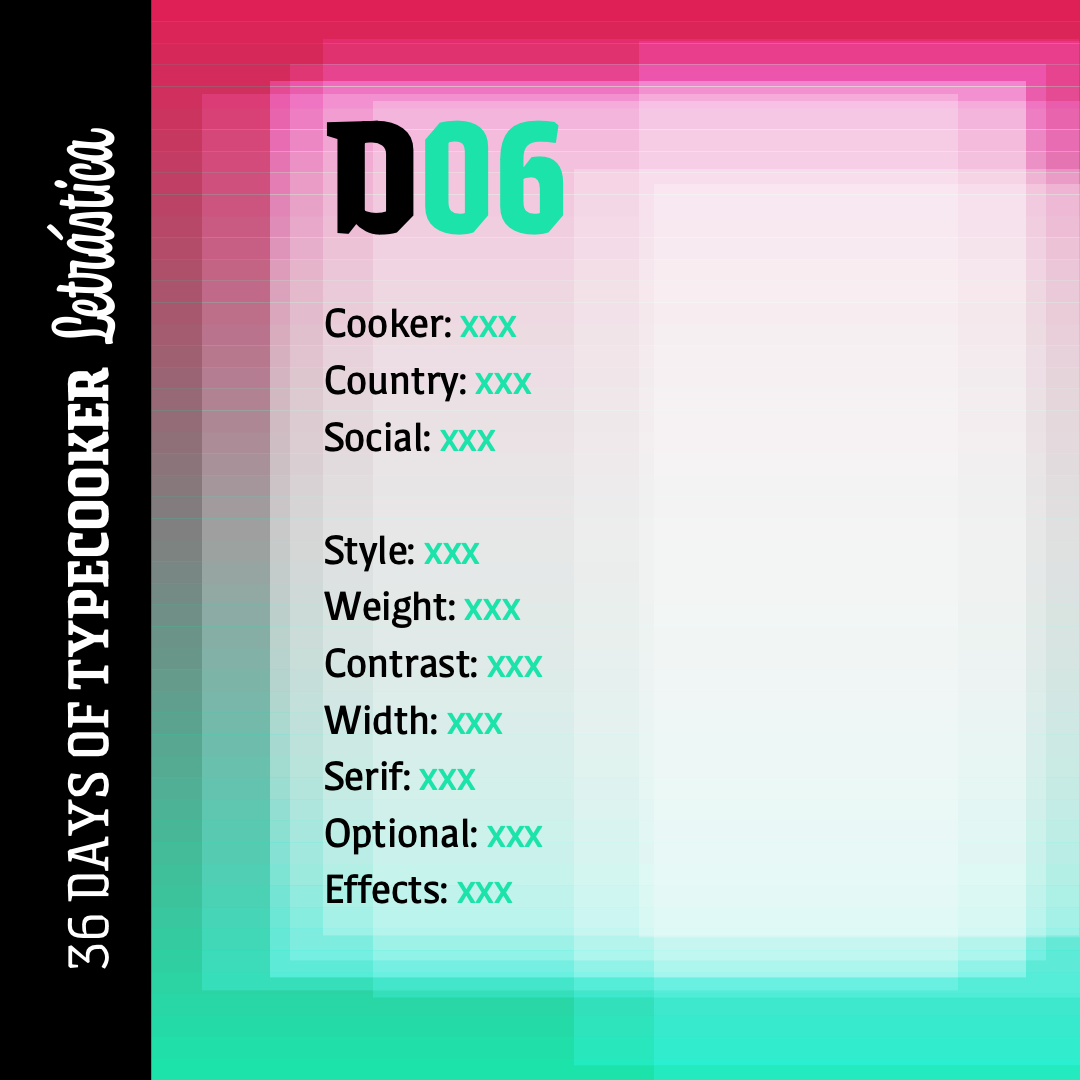 36 DAYS OF TYPECOOKER Letrástica
D06
Cooker: xxx
Country: xxx
Social: xxx
Style: xxx
Weight: xxx
Contrast: xxx
Width: xxx
Serif: xxx
Optional: xxx
Effects: xxx